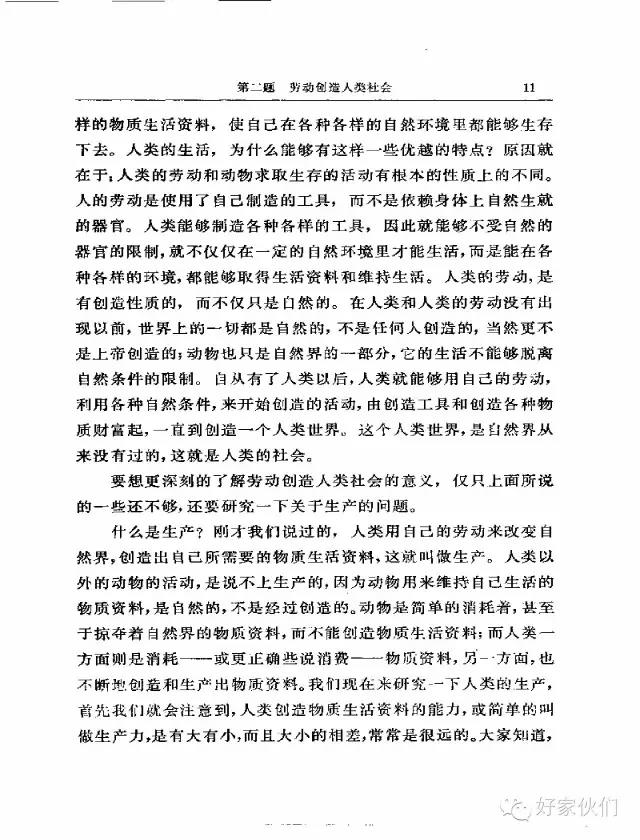 第二题 劳动创造人类社会 11
样的物质生活资料，使自己在各种各样的自然环境里都能够生存
下去。人类的生活，为什么能够有这样一些优越的特点？原因就
在于：人类的劳动和动物求取生存的活动有根本的性质上的不同。
人的劳动是使用了自己制造的工具，而不是依赖身体上自然生就
的器官。人类能够制造各种各样的工具，因此就能够不受自然的
器官的限制，就不仅仅在一定的自然环境里才能生活，而是能在各
种各样的环境，都能够取得生活资料和维持生活。人类的劳动，是
有创造性质的，而不仅只是自然的。在人类和人类的劳动没有出
现以前，世界上的一切都是自然的，不是任何人创造的，当然更不
是上帝创造的；动物也只是自然界的一部分，它的生活不能够脱离
自然条件的限制。自从有了人类以后，人类就能够用自己的劳动，
利用各种自然条件，来开始创造的活动，由创造工具和创造各种物
质财富起，一直到创造一个人类世界。这个人类世界，是自然界从
来没有过的，这就是人类的社会。
要想更深刻的了解劳动创造人类社会的意义，仅只上面所说
的一些还不够，还要研究一下关于生产的问题。
什么是生产？刚才我们说过的，人类用自己的劳动来改变自
然界，创造出自己所需要的物质生活资料，这就叫做生产。人类以
外的动物的活动，是说不上生产的，因为动物用来维持自己生活的
物质资料，是自然的，不是经过创造的。动物是简单的消耗着，甚至
于掠夺着自然界的物质资料，而不能创造物质生活资料；而人类一
方面则是消耗——或更正确些说消费——物质资料，另一方面，也
不断地创造和生产出物质资料。我们现在来研究一下人类的生产，
首先我们就会注意到，人类创造物质生活资料的能力，或简单的叫
做生产力，是有大有小，而且大小的相差，常常是很远的。大家知道，
好家伙们